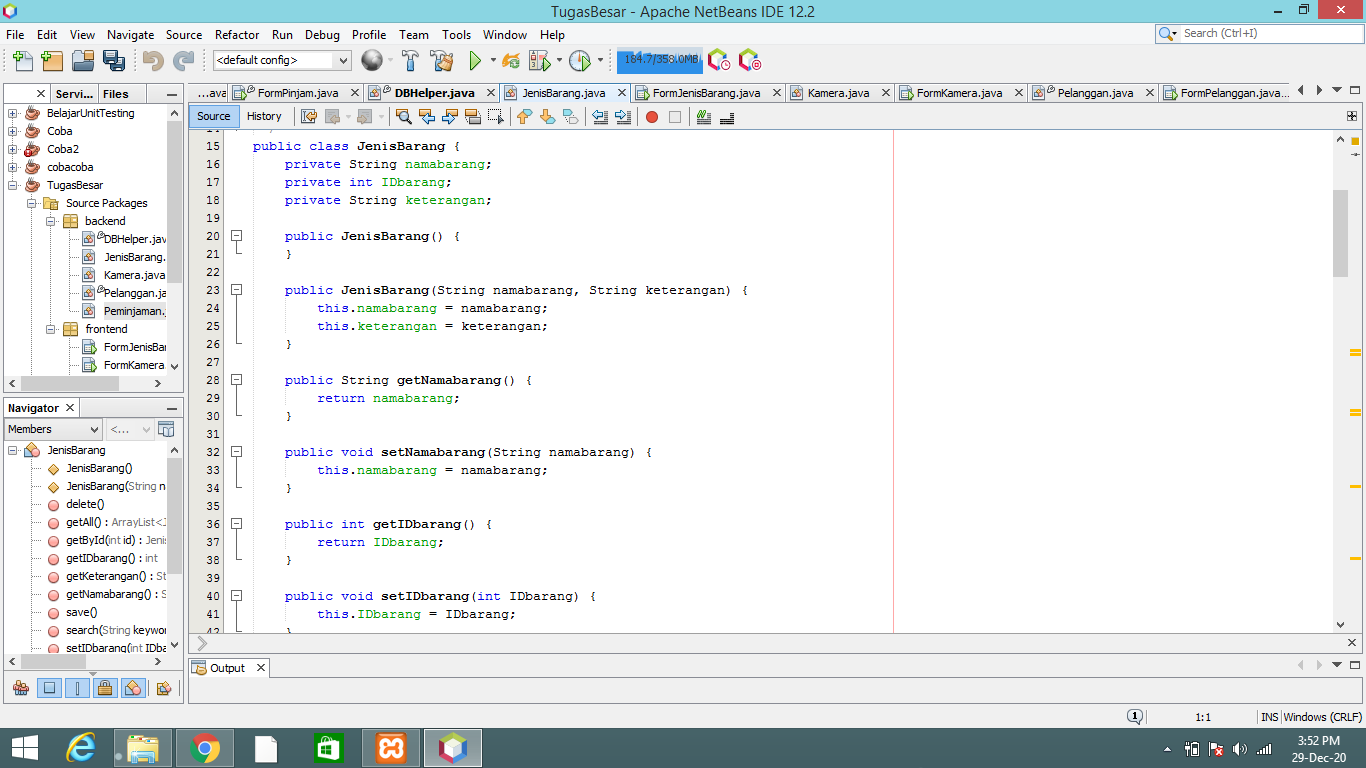 TugasBesar - Apache NetBeans IDE 12.2
File Edit View Navigate Source Refactor Run Debug Profile Team Tools Window Help
Search (Ctrl+I)
<default config>
184.7/358.0MB
Servi... Files
...ava FormPinjam.java DBHelper.java JenisBarang.java FormJenisBarang.java Kamera.java FormKamera.java Pelanggan.java FormPelanggan.java...
Source History
BelajarUnitTesting
Coba
Coba2
cobacoba
TugasBesar
Source Packages
backend
DBHelper.jav
JenisBarang.
Kamera.java
Pelanggan.ja
Peminjaman.
frontend
FormJenisBar
FormKamera
Navigator
Members
<...
JenisBarang
JenisBarang()
JenisBarang(String n
delete()
getAll() : ArrayList<J
getById(int id) : Jenis
getIDbarang() : int
getKeterangan() : St
getNamabarang() : S
save()
search(String keywor
setIDbarang(int IDba
14
15 public class JenisBarang {
16 private String namabarang;
17 private int IDbarang;
18 private String keterangan;
19
20 public JenisBarang() {
21 }
22
23 public JenisBarang(String namabarang, String keterangan) {
24 this.namabarang = namabarang;
25 this.keterangan = keterangan;
26 }
27
28 public String getNamabarang() {
29 return namabarang;
30 }
31
32 public void setNamabarang(String namabarang) {
33 this.namabarang = namabarang;
34 }
35
36 public int getIDbarang() {
37 return IDbarang;
38 }
39
40 public void setIDbarang(int IDbarang) {
41 this.IDbarang = IDbarang;
42 }
Output
1
1:1
INS Windows (CRLF)
3:52 PM
29-Dec-20